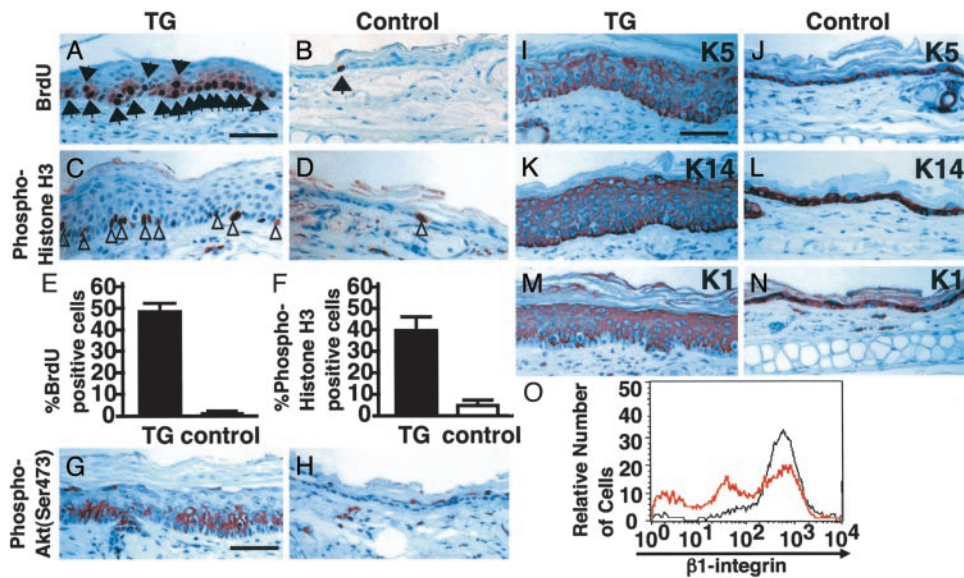 TG
Control
TG
Control
BrdU
A
B
I
K5
J
K5
Phospho-
Histone H3
C
D
K
K14
L
K14
E
%BrdU
positive cells
60
50
40
30
20
10
0
TG control
F
%Phospho-
Histone H3
positive cells
60
50
40
30
20
10
0
TG control
M
K1
N
K1
Phospho-
Akt(Ser473)
G
H
O
Relative Number
of Cells
50
40
30
20
10
0
10^0 10^1 10^2 10^3 10^4
β1-integrin